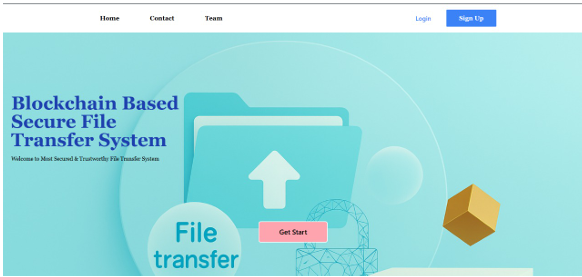 Home Contact Team Login Sign Up
Blockchain Based
Secure File
Transfer System
Welcome to Most Secured & Trustworthy File Transfer System
File
transfer
Get Start